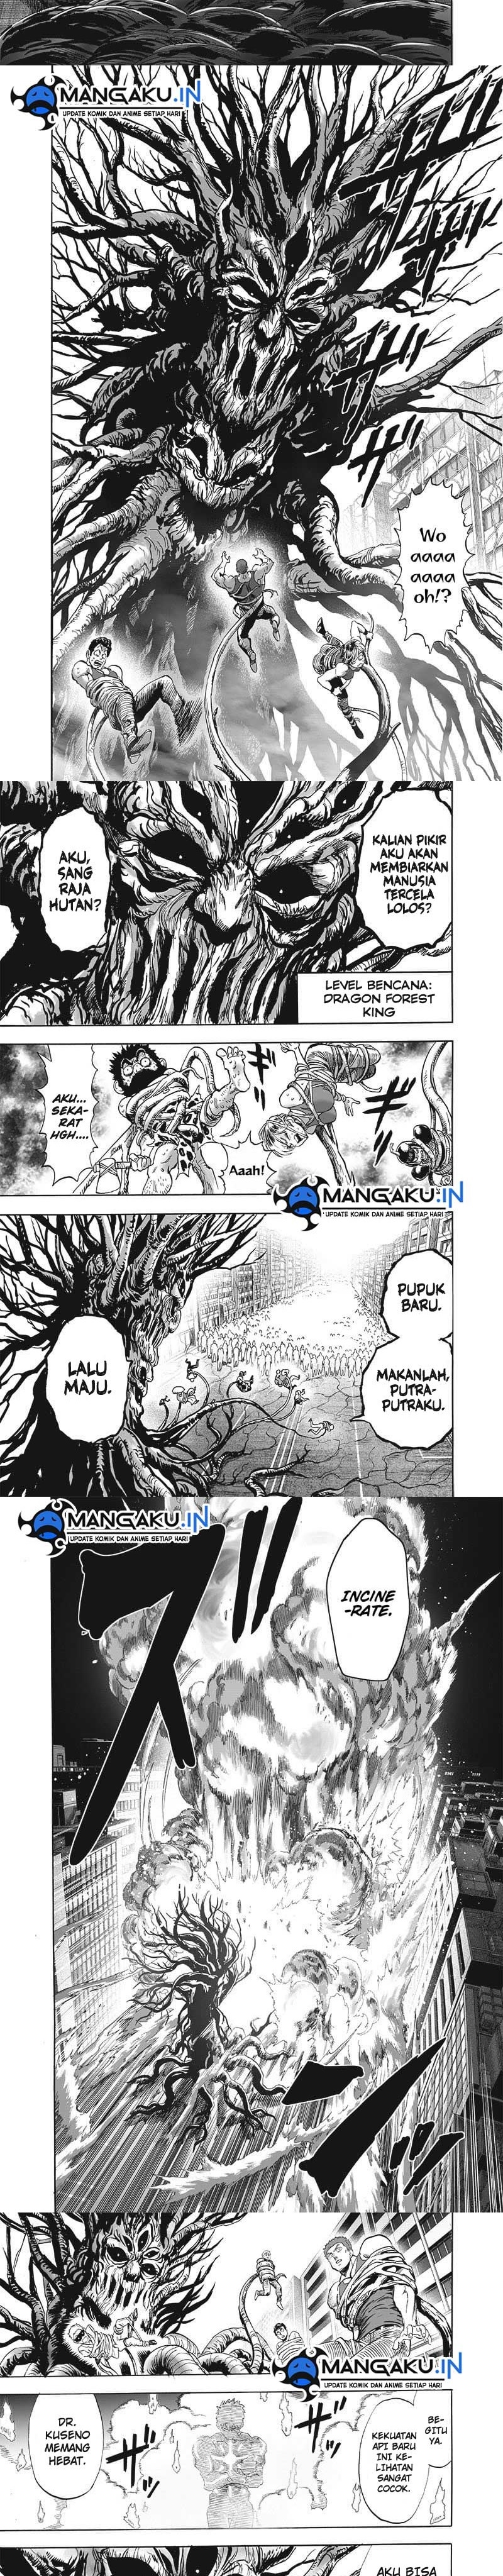 MANGAKU.IN
UPDATE KOMIK DAN ANIME SETIAP HARI
Wo
aaaa
aaaa
oh!?
KALIAN PIKIR
AKU AKAN
MEMBIARKAN
MANUSIA
TERCELA
LOLOS?
AKU,
SANG
RAJA
HUTAN?
LEVEL BENCANA:
DRAGON FOREST
KING
AKU...
SEKA-
RAT
HGH....
Aaah!
MANGAKU.IN
UPDATE KOMIK DAN ANIME SETIAP HARI
PUPUK
BARU.
MAKANLAH,
PUTRA-
PUTRAKU.
LALU
MAJU.
MANGAKU.IN
UPDATE KOMIK DAN ANIME SETIAP HARI
INCINE
-RATE.
MANGAKU.IN
UPDATE KOMIK DAN ANIME SETIAP HARI
BE-
GITU
YA.
KEKUATAN
API BARU
INI KE-
LIHATAN
SANGAT
COCOK.
DR.
KUSENO
MEMANG
HEBAT.
AKU BISA